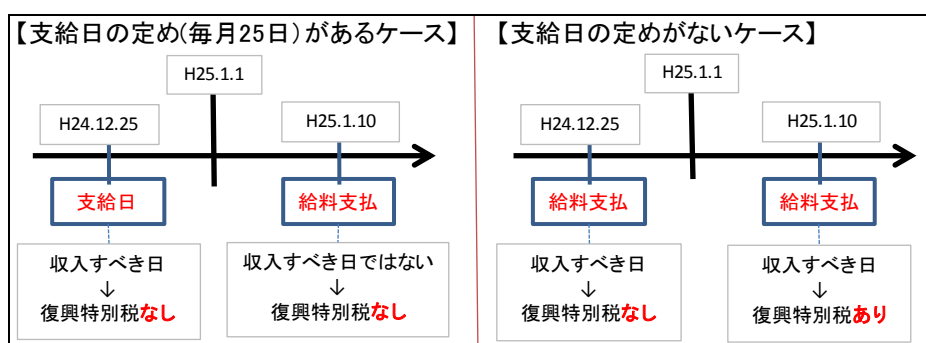 【支給日の定め(毎月25日)があるケース】
H25.1.1
H24.12.25
H25.1.10
支給日
給料支払
収入すべき日
↓
復興特別税なし
収入すべき日ではない
↓
復興特別税なし
【支給日の定めがないケース】
H25.1.1
H24.12.25
H25.1.10
給料支払
給料支払
収入すべき日
↓
復興特別税なし
収入すべき日
↓
復興特別税あり